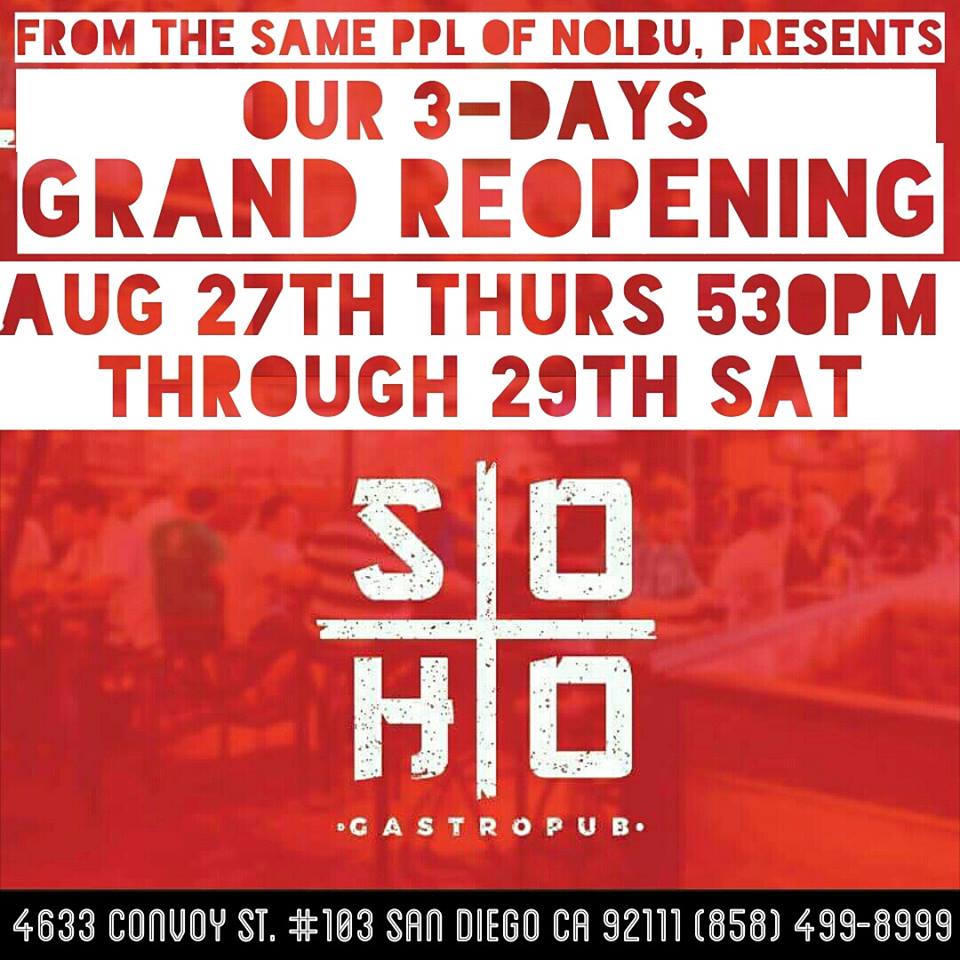 FROM THE SAME PPL OF NOLBU, PRESENTS
OUR 3-DAYS
GRAND REOPENING
AUG 27TH THURS 530PM
THROUGH 29TH SAT
SO
HO
•GASTROPUB•
4633 CONVOY ST. #103 SAN DIEGO CA 92111 (858) 499-8999